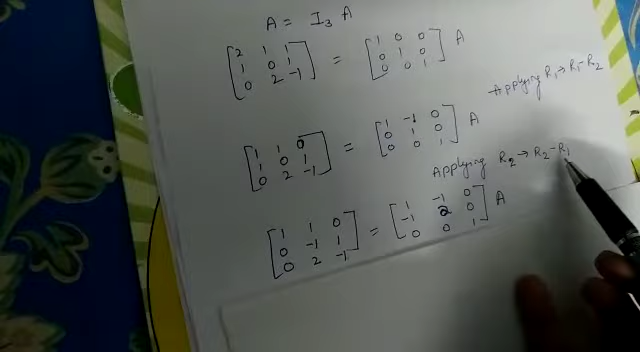 A = I₃ A
[2 1 1; 1 0 1; 0 2 -1] = [1 0 0; 0 1 0; 0 0 1] A
Applying R₁→R₁-R₂
[1 1 0; 1 0 1; 0 2 -1] = [1 -1 0; 0 1 0; 0 0 1] A
Applying R₂→R₂-R₁
[1 1 0; 0 -1 1; 0 2 -1] = [1 -1 0; -1 2 0; 0 0 1] A